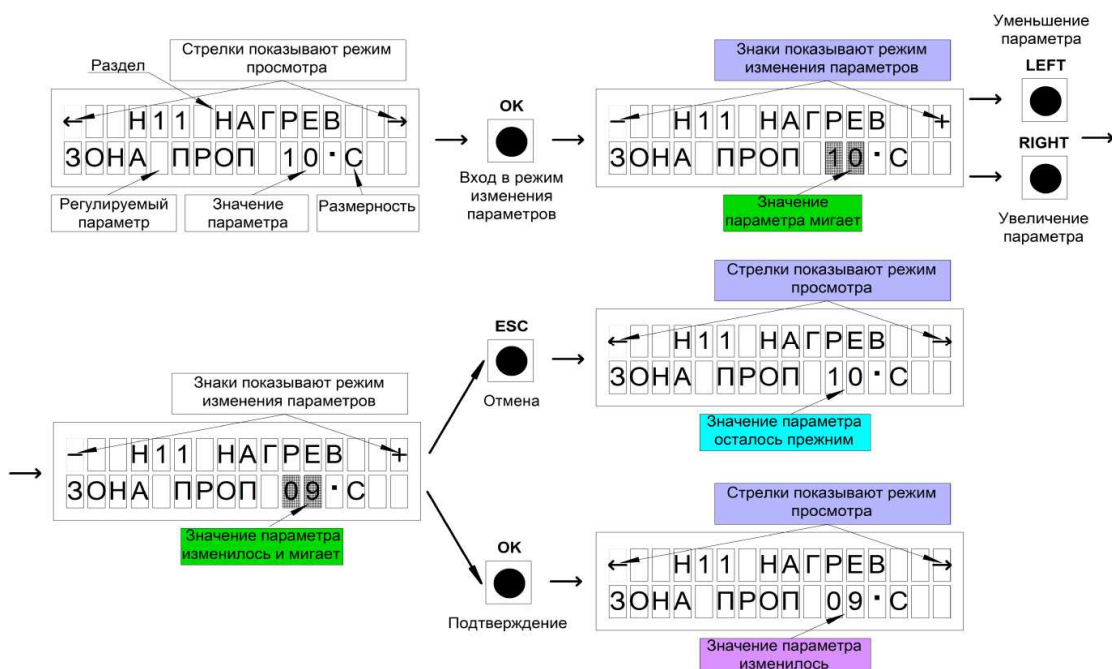 Стрелки показывают режим
просмотра
Раздел
← Н11 НАГРЕВ →
ЗОНА ПРОП 10·С
Регулируемый
параметр
Значение
параметра
Размерность
OK
Вход в режим
изменения
параметров
Знаки показывают режим
изменения параметров
− Н11 НАГРЕВ +
ЗОНА ПРОП 10·С
Значение
параметра мигает
Уменьшение
параметра
LEFT
RIGHT
Увеличение
параметра
Знаки показывают режим
изменения параметров
− Н11 НАГРЕВ +
ЗОНА ПРОП 09·С
Значение параметра
изменилось и мигает
ESC
Отмена
Стрелки показывают режим
просмотра
← Н11 НАГРЕВ →
ЗОНА ПРОП 10·С
Значение параметра
осталось прежним
OK
Подтверждение
Стрелки показывают режим
просмотра
← Н11 НАГРЕВ →
ЗОНА ПРОП 09·С
Значение параметра
изменилось